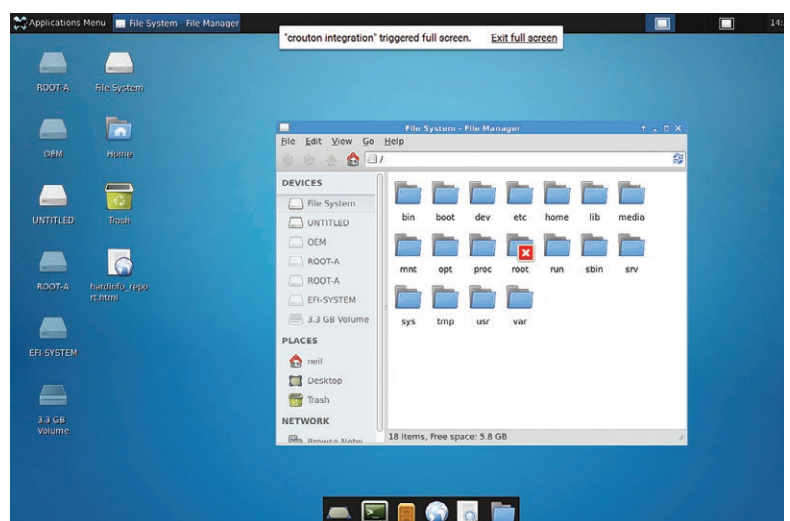 Applications Menu File System File Manager
14:
"crouton integration" triggered full screen. Exit full screen
ROOT-A File System
OEM Home
UNTITLED Trash
ROOT-A hardinfo_repo
rt.html
EFI-SYSTEM
3.3 GB
Volume
File System - File Manager
File Edit View Go Help
/
DEVICES
File System
UNTITLED
OEM
ROOT-A
ROOT-A
EFI-SYSTEM
3.3 GB Volume
PLACES
neil
Desktop
Trash
NETWORK
Browse Netw
bin boot dev etc home lib media
mnt opt proc root run sbin srv
sys tmp usr var
18 items, Free space: 5.8 GB